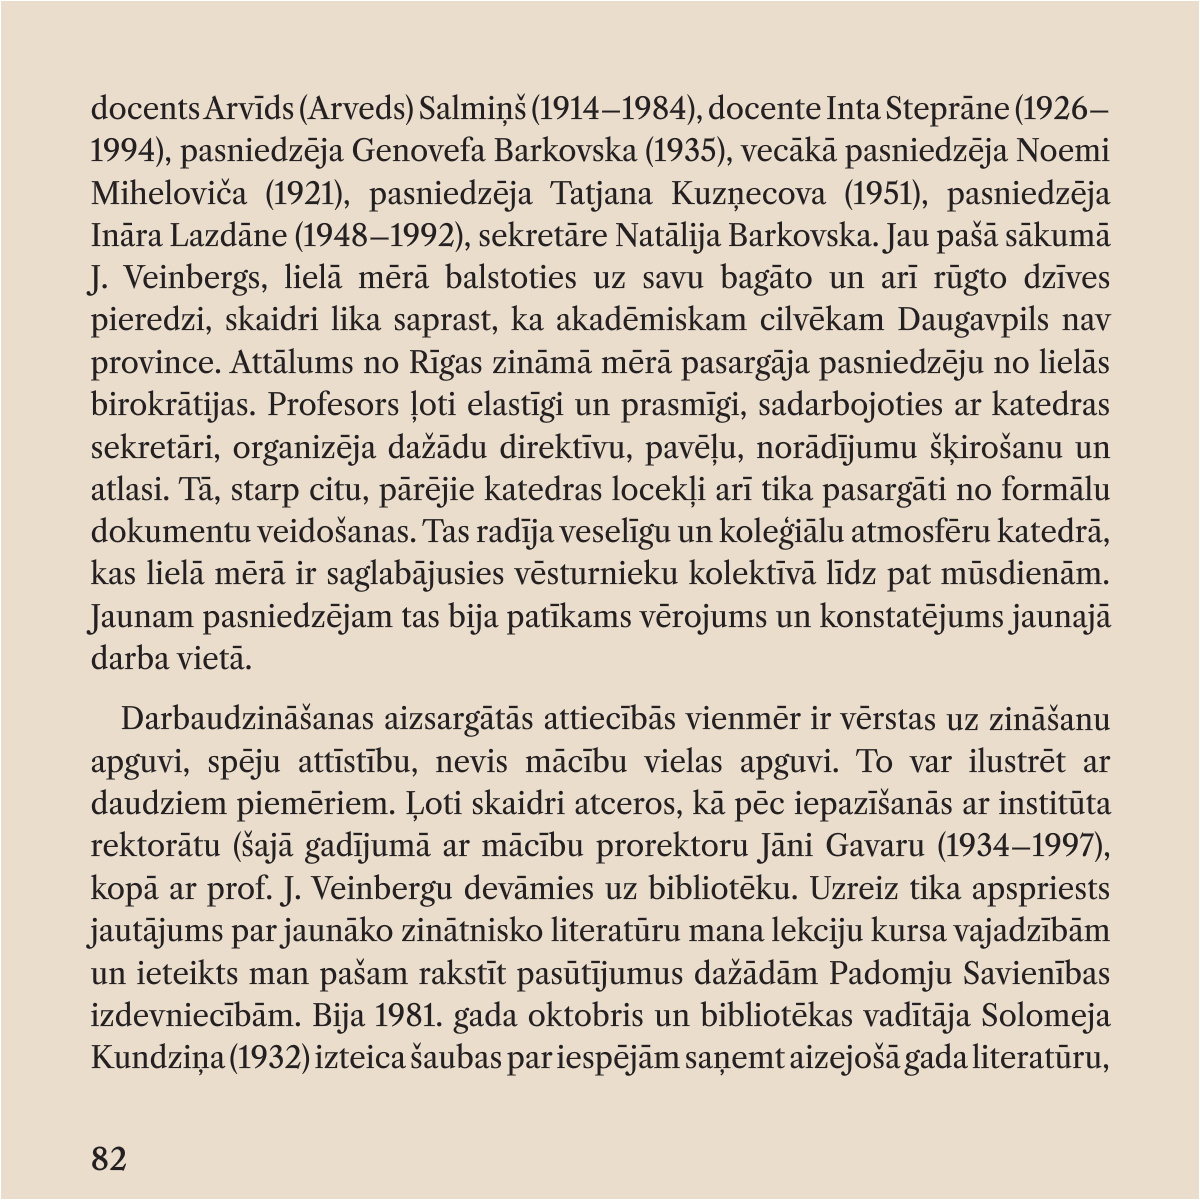 docents Arvīds (Arveds) Salmiņš (1914–1984), docente Inta Steprāne (1926–
1994), pasniedzēja Genovefa Barkovska (1935), vecākā pasniedzēja Noemi
Miheloviča (1921), pasniedzēja Tatjana Kuzņecova (1951), pasniedzēja
Ināra Lazdāne (1948–1992), sekretāre Natālija Barkovska. Jau pašā sākumā
J. Veinbergs, lielā mērā balstoties uz savu bagāto un arī rūgto dzīves
pieredzi, skaidri lika saprast, ka akadēmiskam cilvēkam Daugavpils nav
province. Attālums no Rīgas zināmā mērā pasargāja pasniedzēju no lielās
birokrātijas. Profesors ļoti elastīgi un prasmīgi, sadarbojoties ar katedras
sekretāri, organizēja dažādu direktīvu, pavēļu, norādījumu šķirošanu un
atlasi. Tā, starp citu, pārējie katedras locekļi arī tika pasargāti no formālu
dokumentu veidošanas. Tas radīja veselīgu un koleģiālu atmosfēru katedrā,
kas lielā mērā ir saglabājusies vēsturnieku kolektīvā līdz pat mūsdienām.
Jaunam pasniedzējam tas bija patīkams vērojums un konstatējums jaunajā
darba vietā.
Darbaudzināšanas aizsargātās attiecībās vienmēr ir vērstas uz zināšanu
apguvi, spēju attīstību, nevis mācību vielas apguvi. To var ilustrēt ar
daudziem piemēriem. Ļoti skaidri atceros, kā pēc iepazīšanās ar institūta
rektorātu (šajā gadījumā ar mācību prorektoru Jāni Gavaru (1934–1997),
kopā ar prof. J. Veinbergu devāmies uz bibliotēku. Uzreiz tika apspriests
jautājums par jaunāko zinātnisko literatūru mana lekciju kursa vajadzībām
un ieteikts man pašam rakstīt pasūtījumus dažādām Padomju Savienības
izdevniecībām. Bija 1981. gada oktobris un bibliotēkas vadītāja Solomeja
Kundziņa (1932) izteica šaubas par iespējām saņemt aizejošā gada literatūru,
82